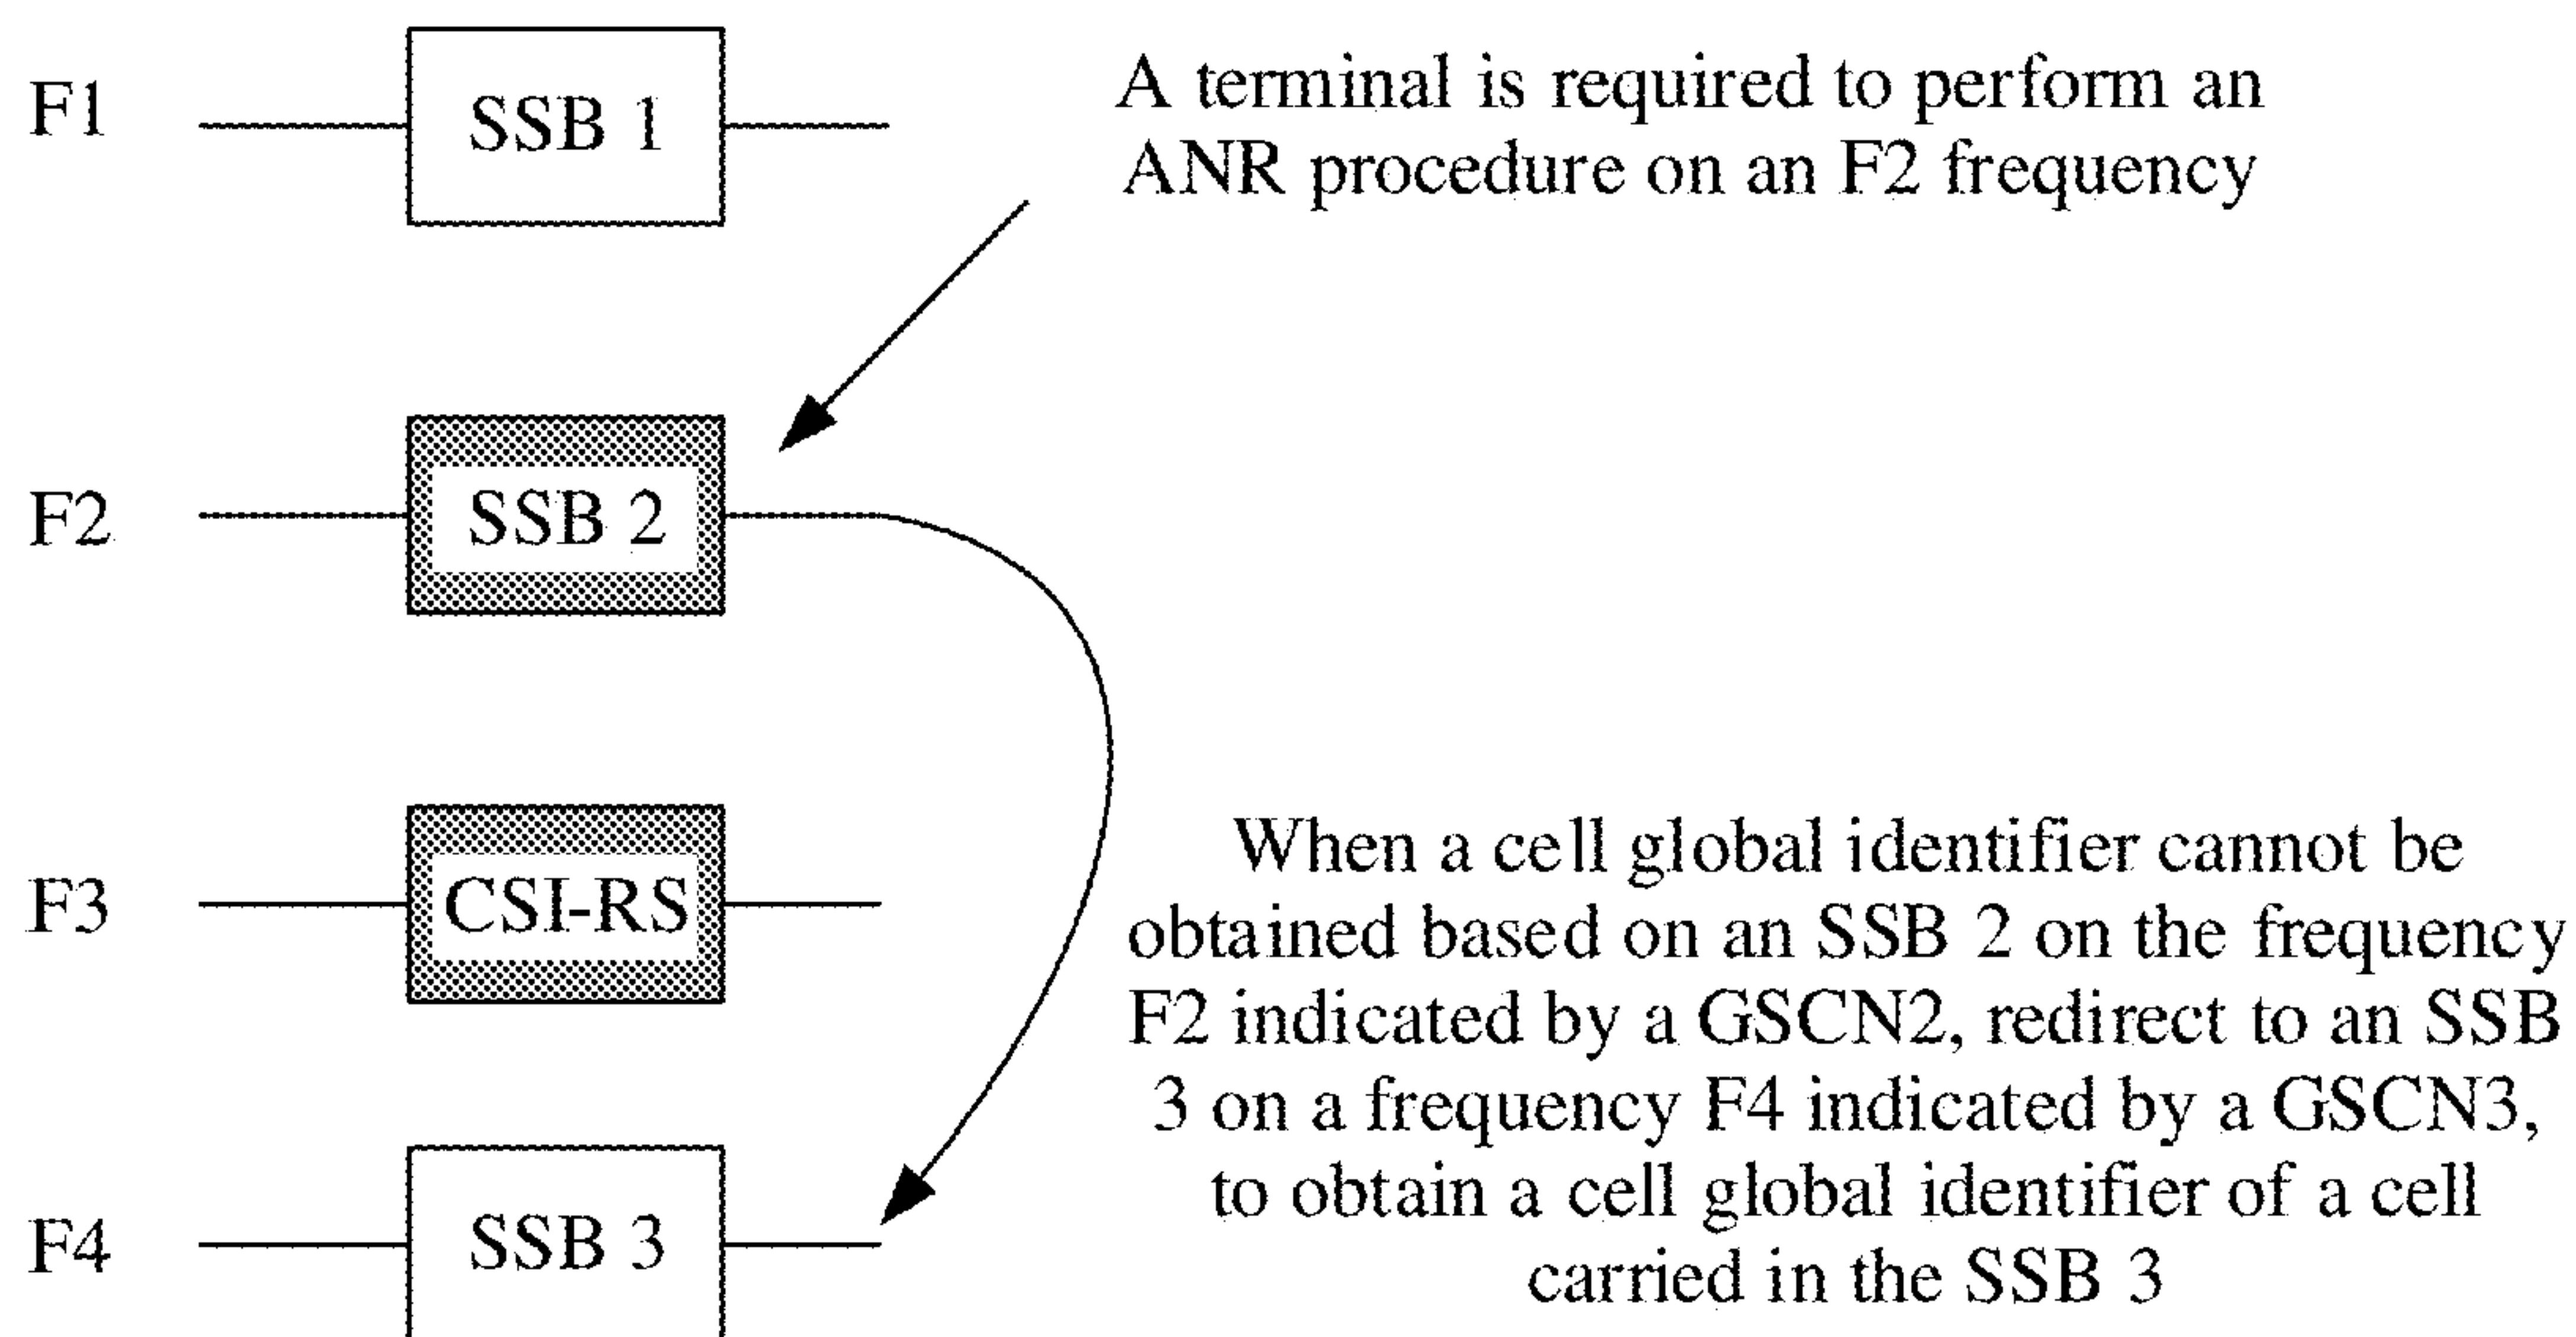 F1
SSB 1
A terminal is required to perform an
ANR procedure on an F2 frequency
F2
SSB 2
F3
CSI-RS
When a cell global identifier cannot be
obtained based on an SSB 2 on the frequency
F2 indicated by a GSCN2, redirect to an SSB
3 on a frequency F4 indicated by a GSCN3,
to obtain a cell global identifier of a cell
carried in the SSB 3
F4
SSB 3